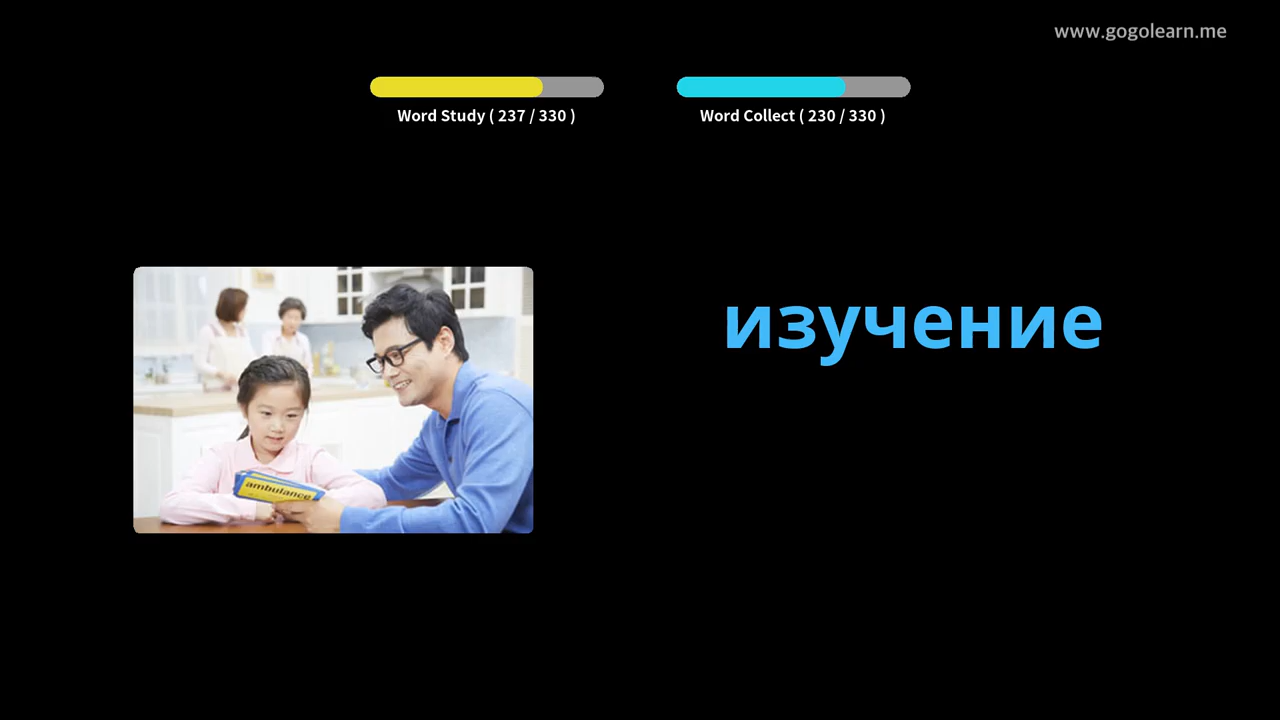 www.gogolearn.me
Word Study ( 237 / 330 )
Word Collect ( 230 / 330 )
изучение
ambulance